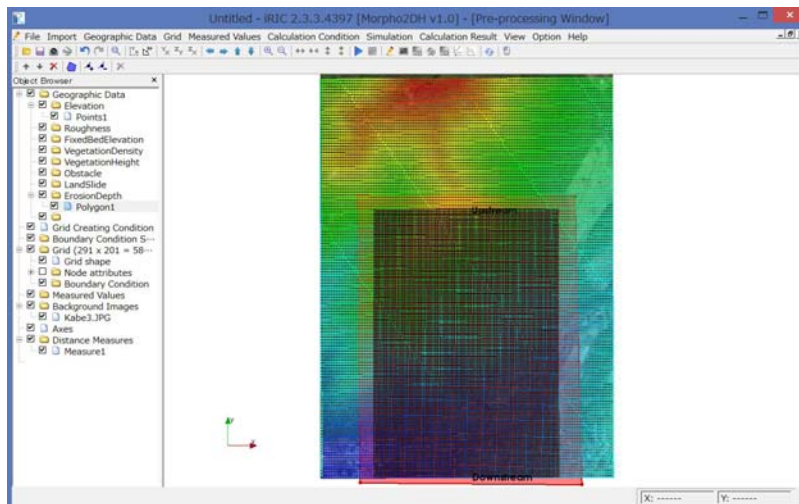 Untitled - iRIC 2.3.3.4397 [Morpho2DH v1.0] - [Pre-processing Window]
File Import Geographic Data Grid Measured Values Calculation Condition Simulation Calculation Result View Option Help
Object Browser
Geographic Data
Elevation
Points1
Roughness
FixedBedElevation
VegetationDensity
VegetationHeight
Obstacle
LandSlide
ErosionDepth
Polygon1
Grid Creating Condition
Boundary Condition S...
Grid (291 x 201 = 58...
Grid shape
Node attributes
Boundary Condition
Measured Values
Background Images
Kabe3.JPG
Axes
Distance Measures
Measure1
Upstream
Downstream
y
x
X: ------
Y: ------